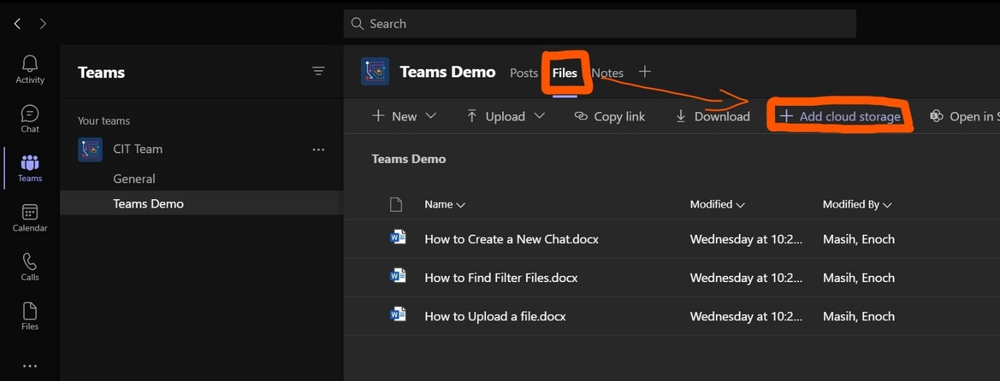 Search
Activity
Chat
Teams
Calendar
Calls
Files
Teams
Your teams
CIT Team
General
Teams Demo
Teams Demo Posts Files Notes
New Upload Copy link Download Add cloud storage Open in S
Teams Demo
Name Modified Modified By
How to Create a New Chat.docx Wednesday at 10:2... Masih, Enoch
How to Find Filter Files.docx Wednesday at 10:2... Masih, Enoch
How to Upload a file.docx Wednesday at 10:2... Masih, Enoch